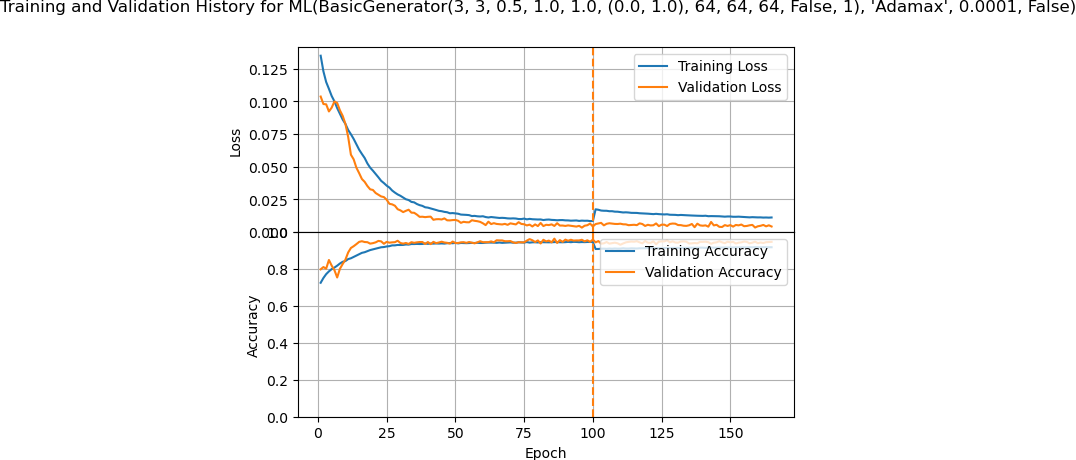 Training and Validation History for ML(BasicGenerator(3, 3, 0.5, 1.0, 1.0, (0.0, 1.0), 64, 64, 64, False, 1), 'Adamax', 0.0001, False)
Training Loss
Validation Loss
Loss
0.125
0.100
0.075
0.050
0.025
0.000
Training Accuracy
Validation Accuracy
Accuracy
1.0
0.8
0.6
0.4
0.2
0.0
0
25
50
75
100
125
150
Epoch